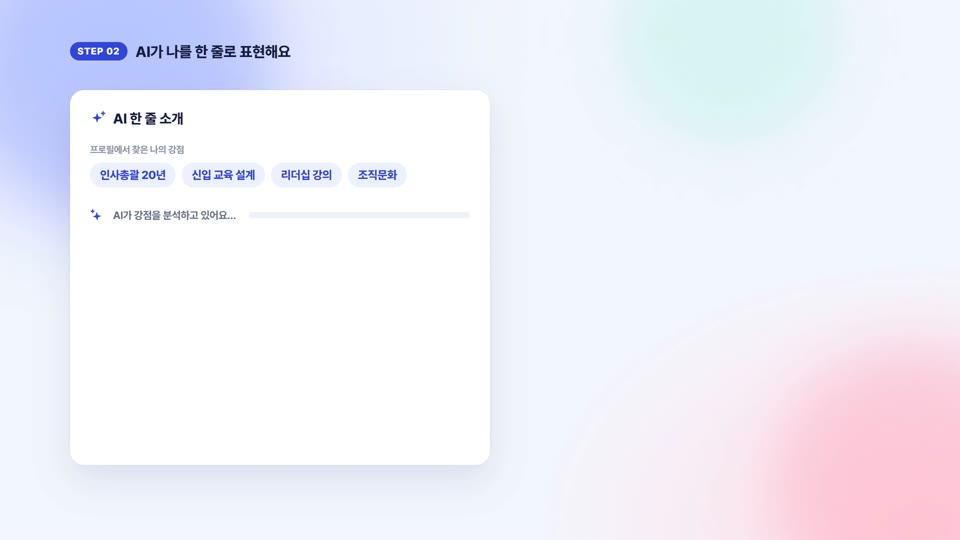 STEP 02 AI가 나를 한 줄로 표현해요
AI 한 줄 소개
프로필에서 찾은 나의 강점
인사총괄 20년 신입 교육 설계 리더십 강의 조직문화
AI가 강점을 분석하고 있어요...